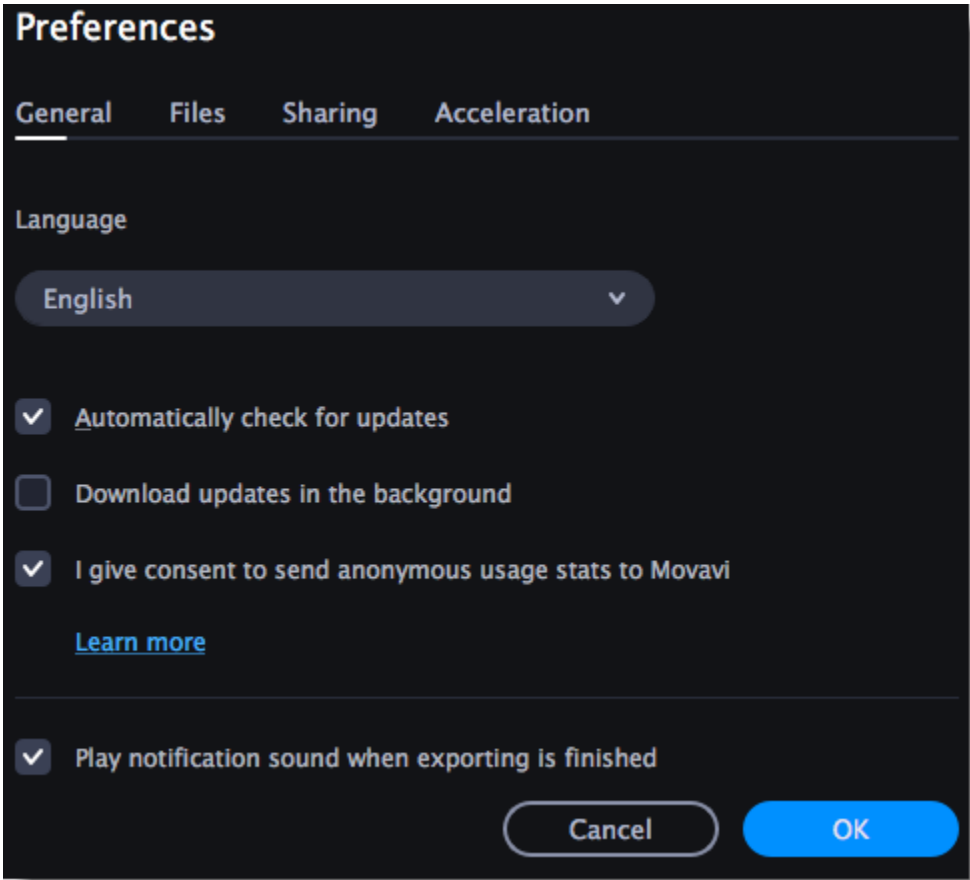 Preferences
General Files Sharing Acceleration
Language
English
Automatically check for updates
Download updates in the background
I give consent to send anonymous usage stats to Movavi
Learn more
Play notification sound when exporting is finished
Cancel OK